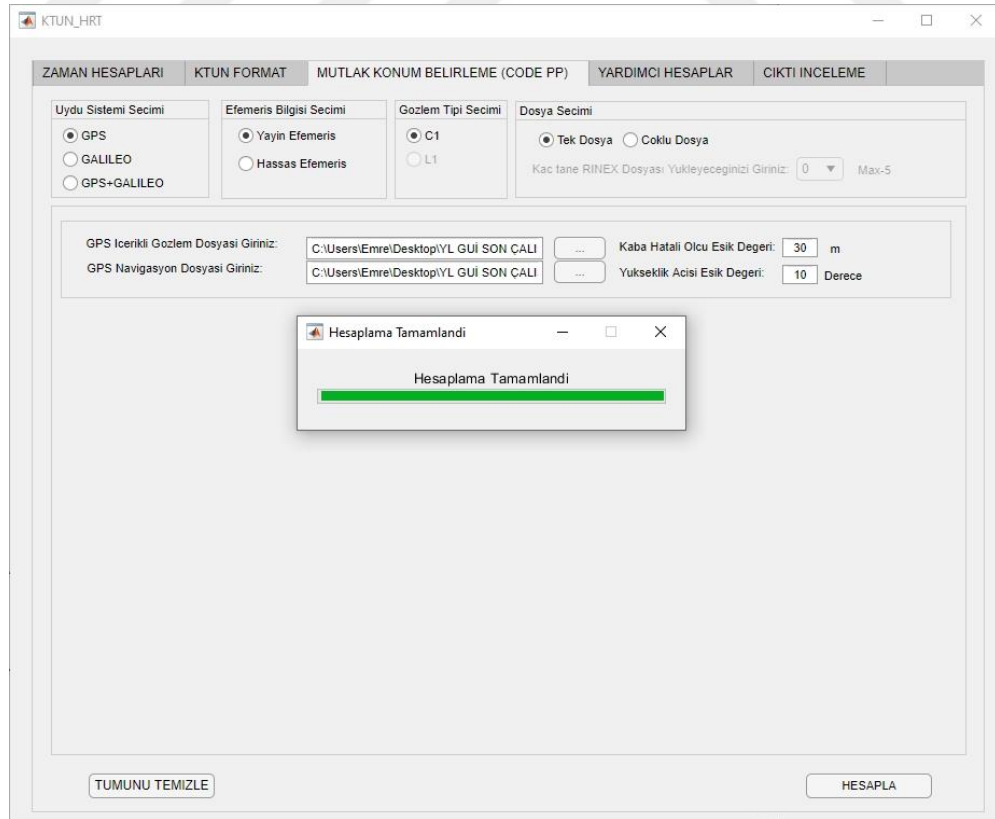 KTUN_HRT
ZAMAN HESAPLARI KTUN FORMAT MUTLAK KONUM BELIRLEME (CODE PP) YARDIMCI HESAPLAR CIKTI INCELEME
Uydu Sistemi Secimi
GPS
GALILEO
GPS+GALILEO
Efemeris Bilgisi Secimi
Yayin Efemeris
Hassas Efemeris
Gozlem Tipi Secimi
C1
L1
Dosya Secimi
Tek Dosya Coklu Dosya
Kac tane RINEX Dosyası Yukleyeceginizi Giriniz: 0 Max-5
GPS Icerikli Gozlem Dosyasi Giriniz: C:\Users\Emre\Desktop\YL GUİ SON ÇALI ... Kaba Hatali Olcu Esik Degeri: 30 m
GPS Navigasyon Dosyasi Giriniz: C:\Users\Emre\Desktop\YL GUİ SON ÇALI ... Yukseklik Acisi Esik Degeri: 10 Derece
Hesaplama Tamamlandi
Hesaplama Tamamlandi
TUMUNU TEMIZLE HESAPLA